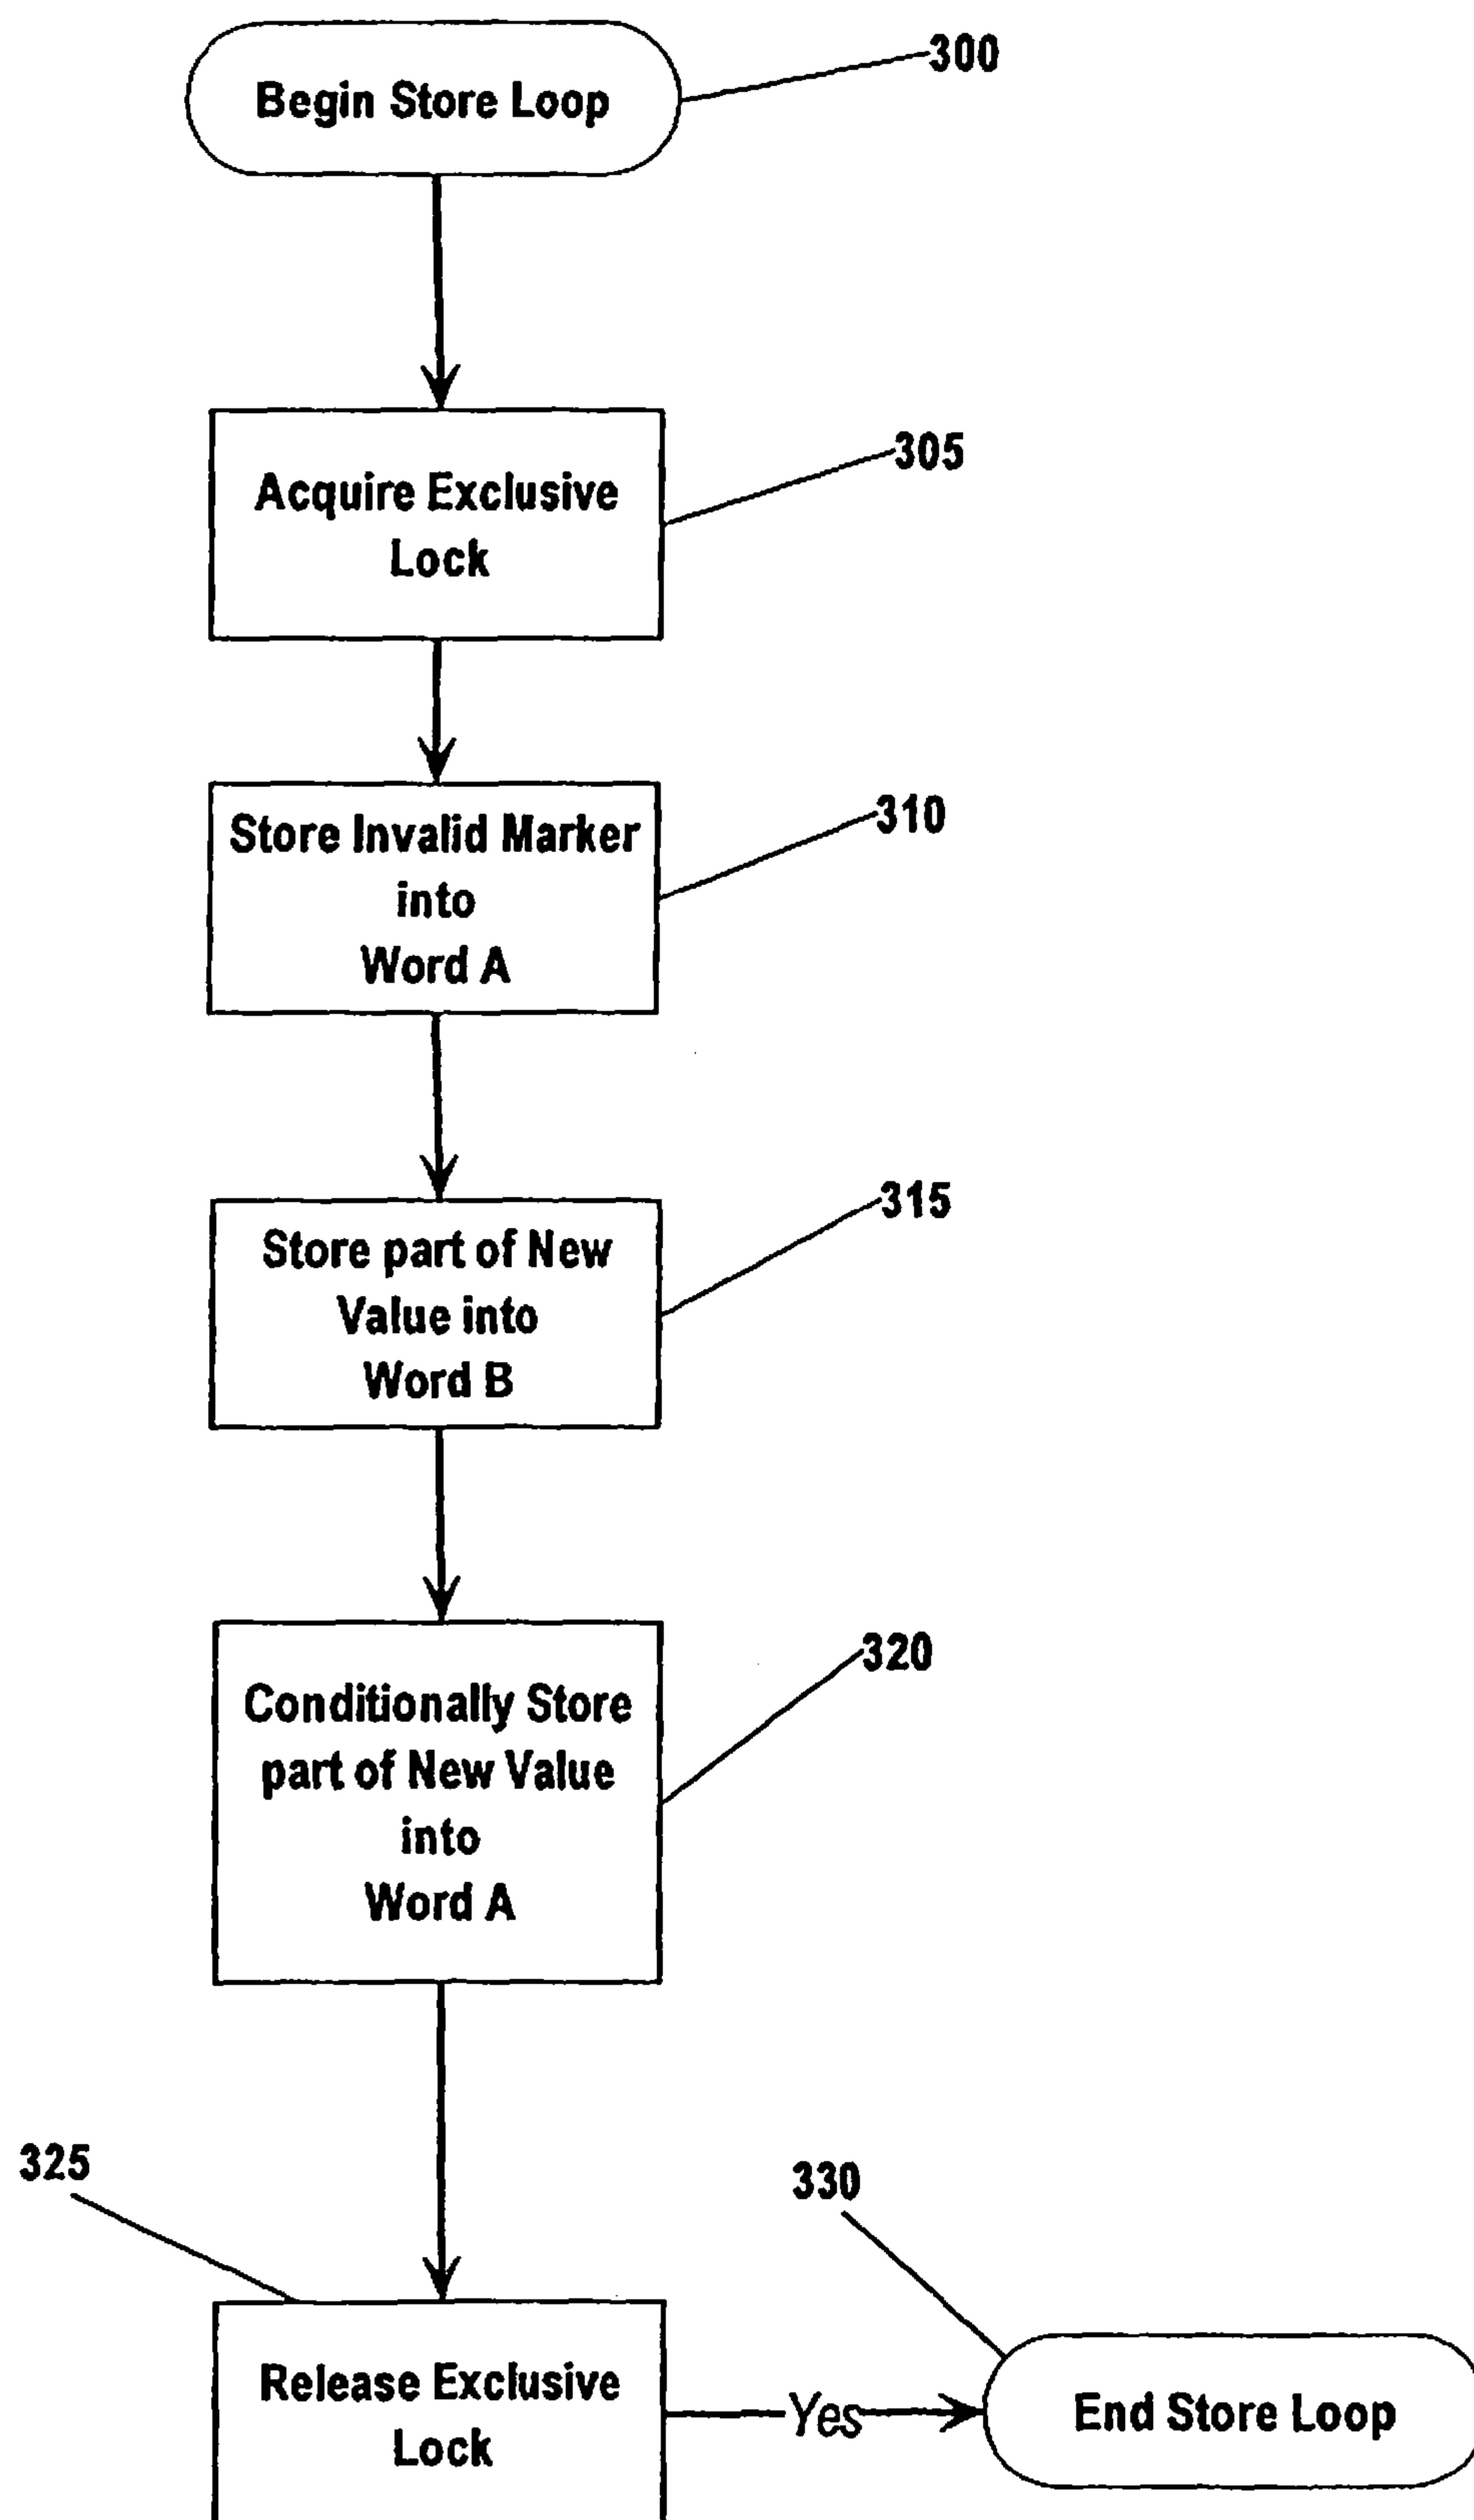 300
Begin Store Loop
305
Acquire Exclusive
Lock
310
Store Invalid Marker
into
Word A
315
Store part of New
Value into
Word B
320
Conditionally Store
part of New Value
into
Word A
325
330
Release Exclusive
Lock
Yes
End Store Loop